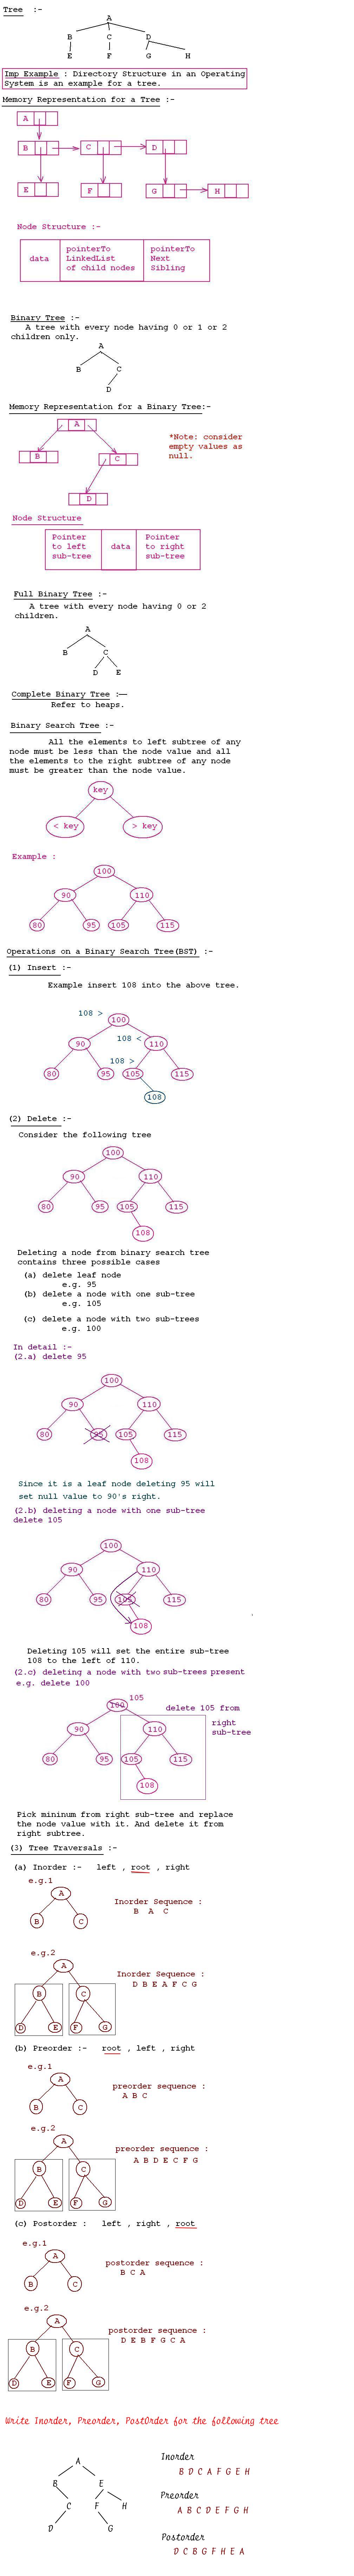 Tree :-
A
B C D
E F G H
Imp Example : Directory Structure in an Operating
System is an example for a tree.
Memory Representation for a Tree :-
A
B C D
E F G H
Node Structure :-
data pointerTo pointerTo
LinkedList Next
of child nodes Sibling
Binary Tree :-
A tree with every node having 0 or 1 or 2
children only.
A
B C
D
Memory Representation for a Binary Tree:-
A
*Note: consider
empty values as
null.
B C
D
Node Structure
Pointer data Pointer
to left to right
sub-tree sub-tree
Full Binary Tree :-
A tree with every node having 0 or 2
children.
A
B C
D E
Complete Binary Tree :-
Refer to heaps.
Binary Search Tree :-
All the elements to left subtree of any
node must be less than the node value and all
the elements to the right subtree of any node
must be greater than the node value.
key
< key > key
Example :
100
90 110
80 95 105 115
Operations on a Binary Search Tree(BST) :-
(1) Insert :-
Example insert 108 into the above tree.
108 > 100
90 108 < 110
108 >
80 95 105 115
108
(2) Delete :-
Consider the following tree
100
90 110
80 95 105 115
108
Deleting a node from binary search tree
contains three possible cases
(a) delete leaf node
e.g. 95
(b) delete a node with one sub-tree
e.g. 105
(c) delete a node with two sub-trees
e.g. 100
In detail :-
(2.a) delete 95
100
90 110
80 95 105 115
108
Since it is a leaf node deleting 95 will
set null value to 90's right.
(2.b) deleting a node with one sub-tree
delete 105
100
90 110
80 95 105 115
108
Deleting 105 will set the entire sub-tree
108 to the left of 110.
(2.c) deleting a node with two sub-trees present
e.g. delete 100
105
100 delete 105 from
right
sub-tree
90 110
80 95 105 115
108
Pick mininum from right sub-tree and replace
the node value with it. And delete it from
right subtree.
(3) Tree Traversals :-
(a) Inorder :- left , root , right
e.g.1
A
B C
Inorder Sequence :
B A C
e.g.2
A
B C
D E F G
Inorder Sequence :
D B E A F C G
(b) Preorder :- root , left , right
e.g.1
A
B C
preorder sequence :
A B C
e.g.2
A
B C
D E F G
preorder sequence :
A B D E C F G
(c) Postorder : left , right , root
e.g.1
A
B C
postorder sequence :
B C A
e.g.2
A
B C
D E F G
postorder sequence :
D E B F G C A
Write Inorder, Preorder, PostOrder for the following tree
A
B E
C F H
D G
Inorder
B D C A F G E H
Preorder
A B C D E F G H
Postorder
D C B G F H E A